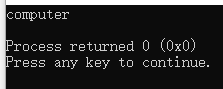 computer
Process returned 0 (0x0)
Press any key to continue.